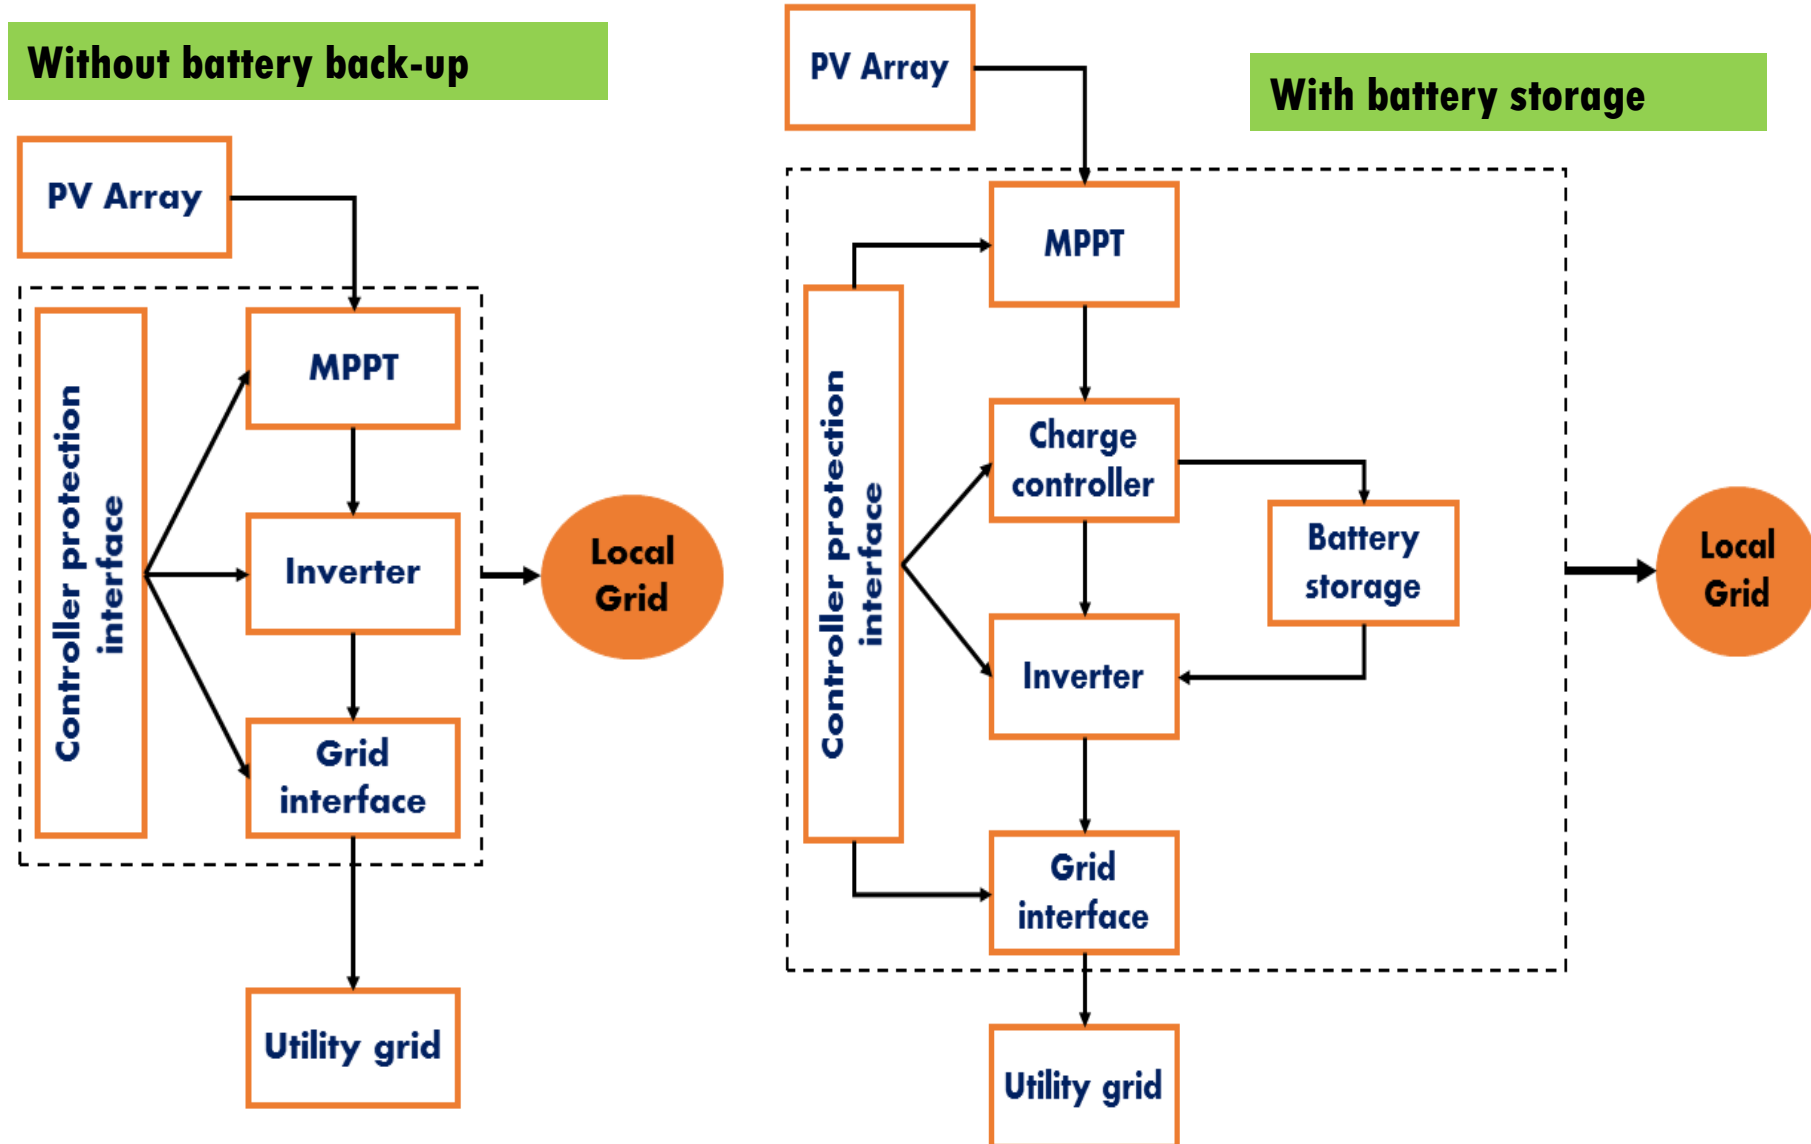 Without battery back-up
PV Array
MPPT
Controller protection
interface
Inverter
Local
Grid
Grid
interface
Utility grid
PV Array
With battery storage
MPPT
Controller protection
interface
Charge
controller
Battery
storage
Local
Grid
Inverter
Grid
interface
Utility grid